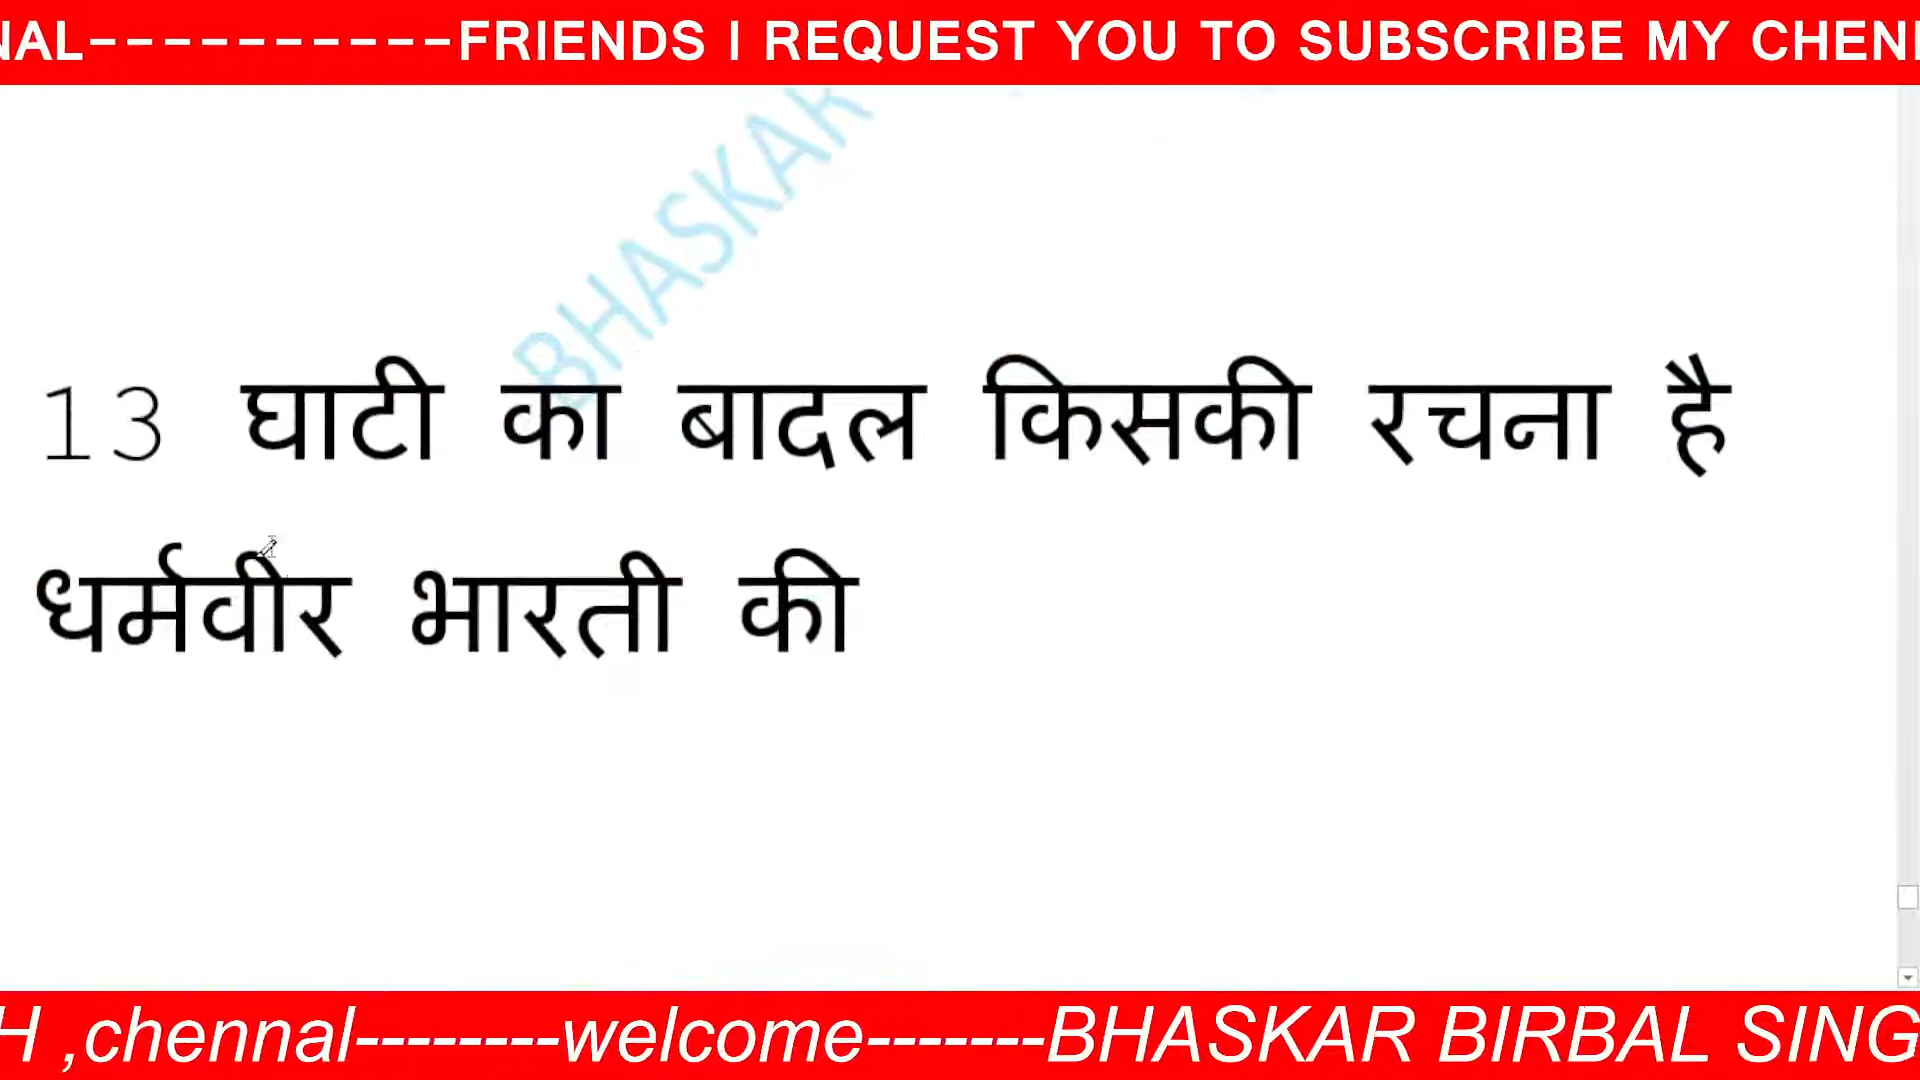 NAL----------FRIENDS I REQUEST YOU TO SUBSCRIBE MY CHENN
BHASKAR
13 घाटी का बादल किसकी रचना है
धर्मवीर भारती की
H ,chennal--------welcome-------BHASKAR BIRBAL SING